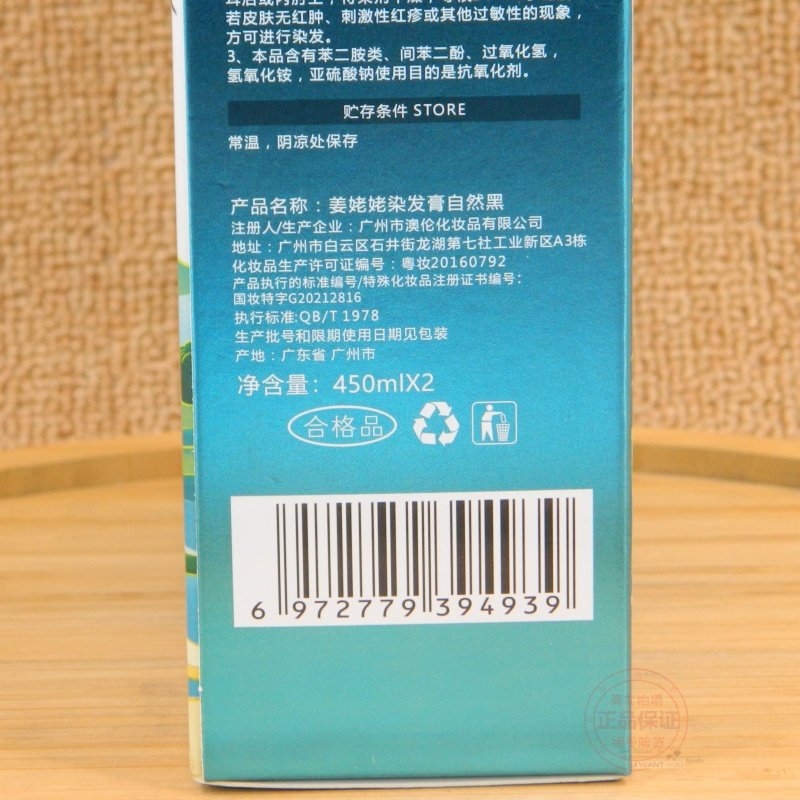 若皮肤无红肿、刺激性红疹或其他过敏性的现象，
方可进行染发。
3、本品含有苯二胺类、间苯二酚、过氧化氢，
氢氧化铵，亚硫酸钠使用目的是抗氧化剂。
贮存条件 STORE
常温，阴凉处保存
产品名称：姜姥姥染发膏自然黑
注册人/生产企业：广州市澳伦化妆品有限公司
地址：广州市白云区石井街龙湖第七社工业新区A3栋
化妆品生产许可证编号：粤妆20160792
产品执行的标准编号/特殊化妆品注册证书编号：
国妆特字G20212816
执行标准:QB/T 1978
生产批号和限期使用日期见包装
产地：广东省 广州市
净含量：450mlX2
合格品
6 972779 394939
真实拍摄
正品保证